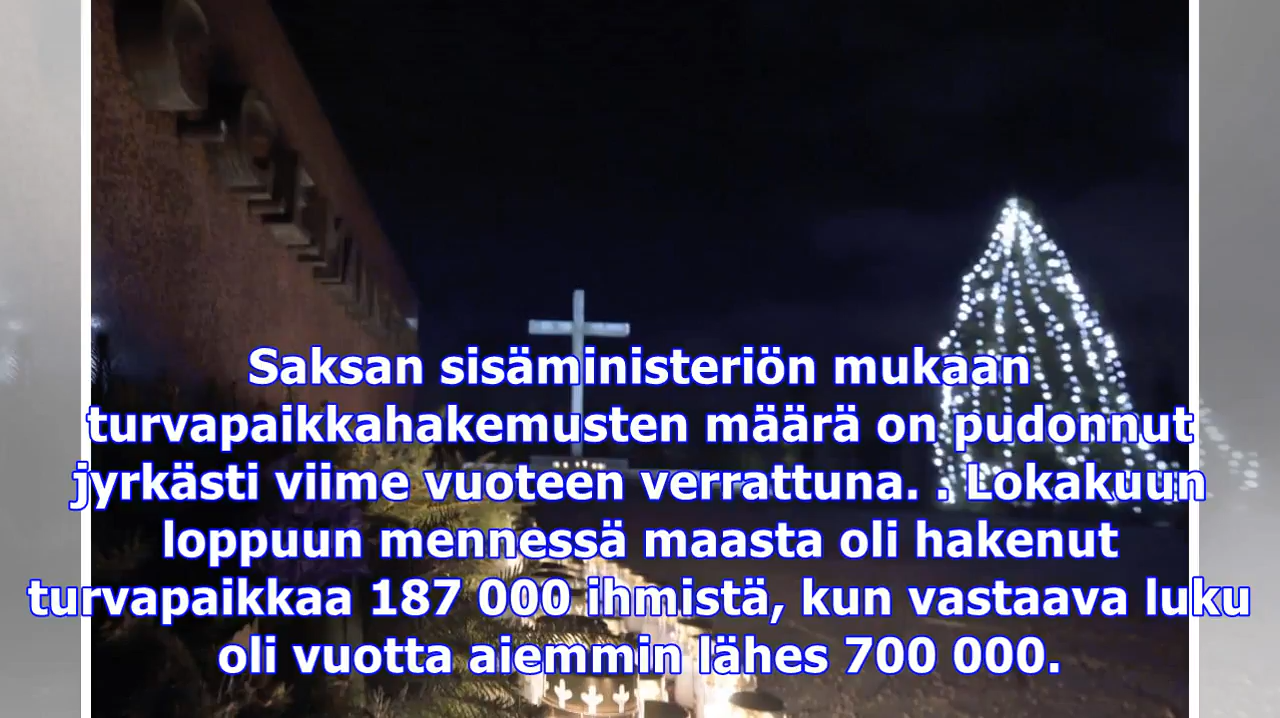 Saksan sisäministeriön mukaan
turvapaikkahakemusten määrä on pudonnut
jyrkästi viime vuoteen verrattuna. . Lokakuun
loppuun mennessä maasta oli hakenut
turvapaikkaa 187 000 ihmistä, kun vastaava luku
oli vuotta aiemmin lähes 700 000.